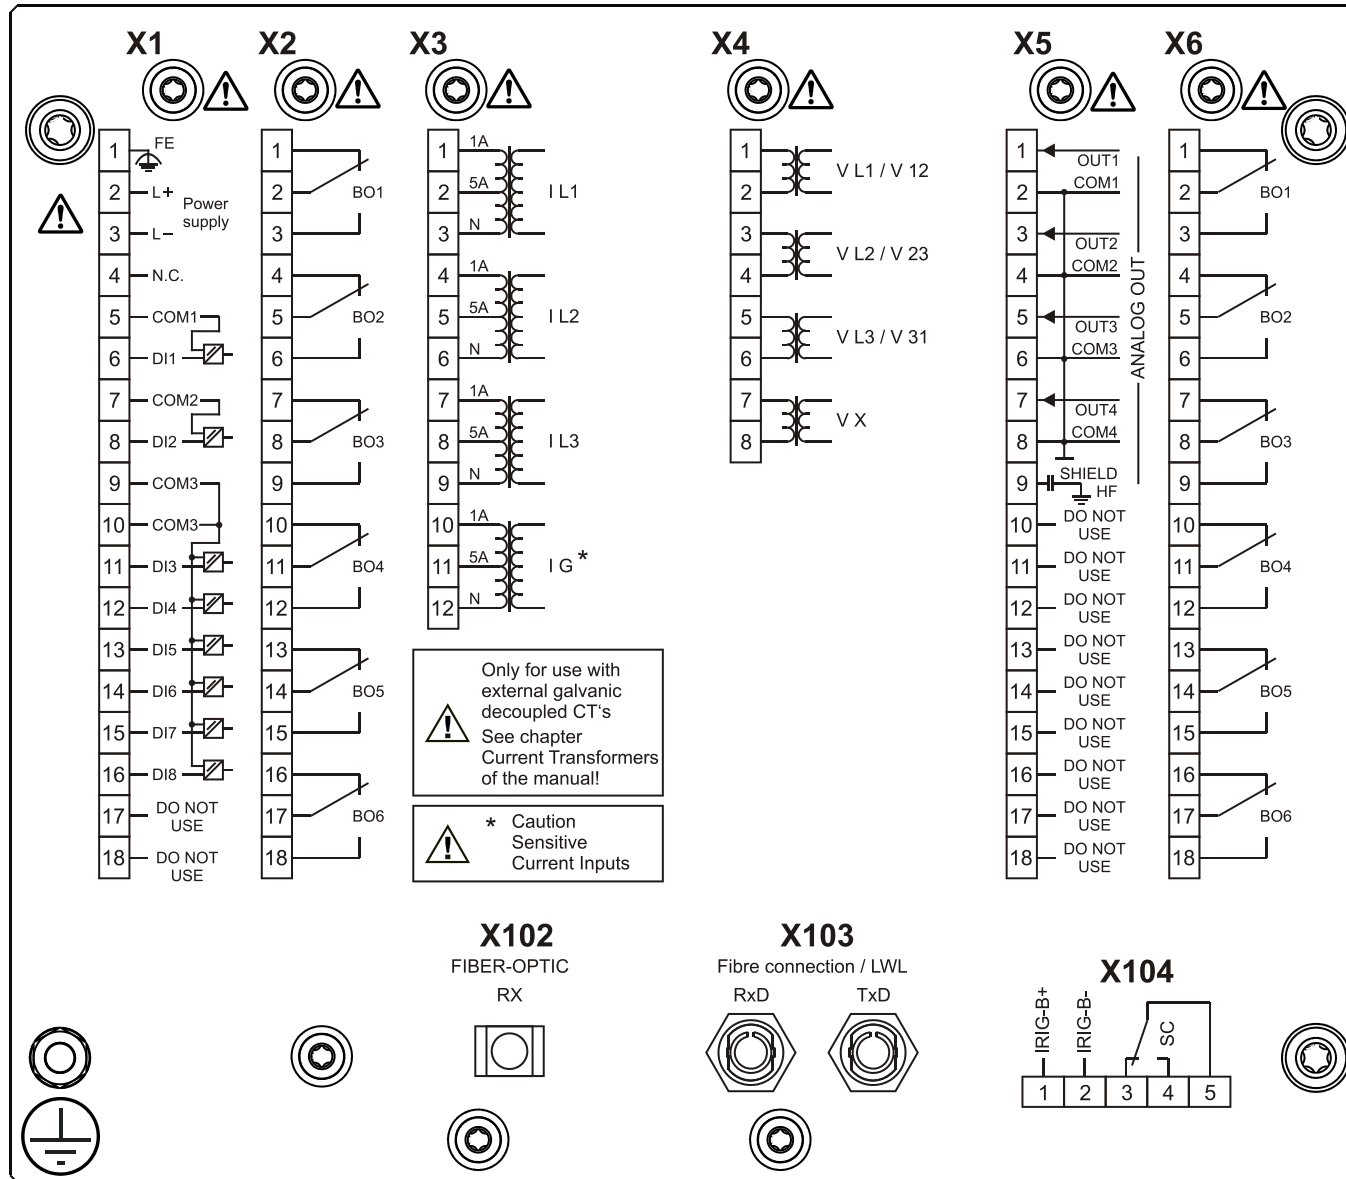 X1
1 FE
2 L+ Power
supply
3 L−
4 N.C.
5 COM1
6 DI1
7 COM2
8 DI2
9 COM3
10 COM3
11 DI3
12 DI4
13 DI5
14 DI6
15 DI7
16 DI8
17 DO NOT
USE
18 DO NOT
USE
X2
1
2 BO1
3
4
5 BO2
6
7
8 BO3
9
10
11 BO4
12
13
14 BO5
15
16
17 BO6
18
X3
1 1A
2 5A I L1
3 N
4 1A
5 5A I L2
6 N
7 1A
8 5A I L3
9 N
10 1A
11 5A I G *
12 N
Only for use with
external galvanic
decoupled CT‘s
See chapter
Current Transformers
of the manual!
* Caution
Sensitive
Current Inputs
X4
1
V L1 / V 12
2
3
V L2 / V 23
4
5
V L3 / V 31
6
7
V X
8
X5
1 OUT1
2 COM1
3 OUT2
4 COM2
5 OUT3
6 COM3
7 OUT4
8 COM4
9 SHIELD
HF
ANALOG OUT
10 DO NOT
USE
11 DO NOT
USE
12 DO NOT
USE
13 DO NOT
USE
14 DO NOT
USE
15 DO NOT
USE
16 DO NOT
USE
17 DO NOT
USE
18 DO NOT
USE
X6
1
2 BO1
3
4
5 BO2
6
7
8 BO3
9
10
11 BO4
12
13
14 BO5
15
16
17 BO6
18
X102
FIBER-OPTIC
RX
X103
Fibre connection / LWL
RxD TxD
X104
IRIG-B+
IRIG-B-
SC
1 2 3 4 5